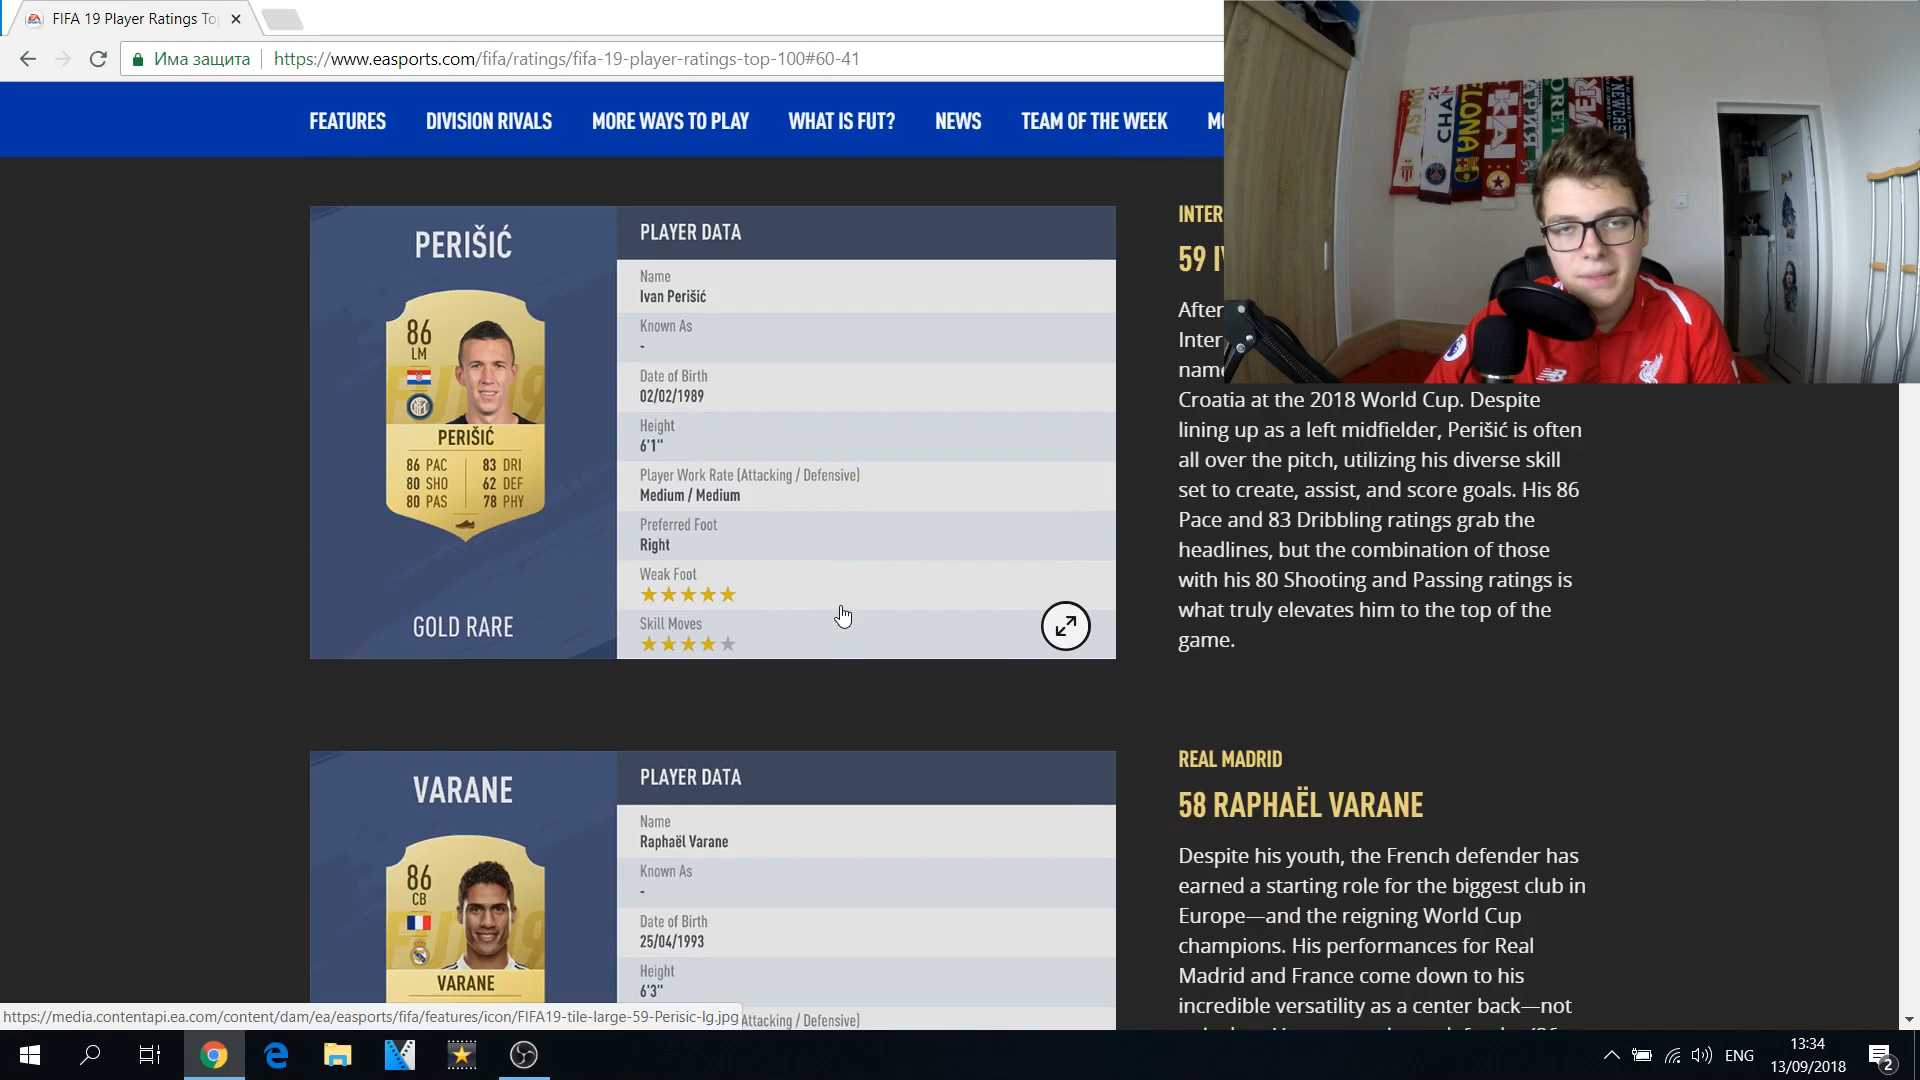 FIFA 19 Player Ratings To
Има защита
https://www.easports.com/fifa/ratings/fifa-19-player-ratings-top-100#60-41
FEATURES
DIVISION RIVALS
MORE WAYS TO PLAY
WHAT IS FUT?
NEWS
TEAM OF THE WEEK
PERIŠIĆ
86
LM
PERIŠIĆ
86 PAC 83 DRI
80 SHO 62 DEF
80 PAS 78 PHY
GOLD RARE
PLAYER DATA
Name
Ivan Perišić
Known As
-
Date of Birth
02/02/1989
Height
6'1"
Player Work Rate (Attacking / Defensive)
Medium / Medium
Preferred Foot
Right
Weak Foot
Skill Moves
INTER
59
After
Inter
name
Croatia at the 2018 World Cup. Despite
lining up as a left midfielder, Perišić is often
all over the pitch, utilizing his diverse skill
set to create, assist, and score goals. His 86
Pace and 83 Dribbling ratings grab the
headlines, but the combination of those
with his 80 Shooting and Passing ratings is
what truly elevates him to the top of the
game.
VARANE
86
CB
VARANE
PLAYER DATA
Name
Raphaël Varane
Known As
-
Date of Birth
25/04/1993
Height
6'3"
Attacking / Defensive)
REAL MADRID
58 RAPHAËL VARANE
Despite his youth, the French defender has
earned a starting role for the biggest club in
Europe—and the reigning World Cup
champions. His performances for Real
Madrid and France come down to his
incredible versatility as a center back—not
https://media.contentapi.ea.com/content/dam/ea/easports/fifa/features/icon/FIFA19-tile-large-59-Perisic-lg.jpg
ENG
13:34
13/09/2018
2